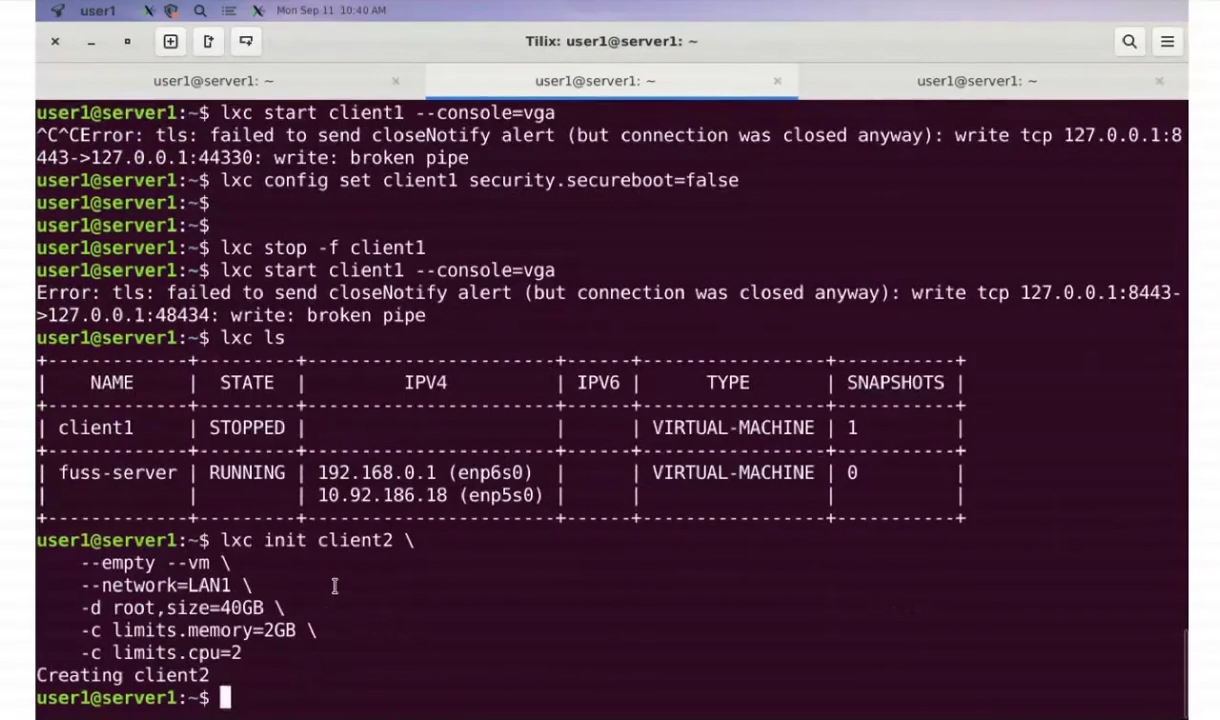 user1 Mon Sep 11 10:40 AM
Tilix: user1@server1: ~
user1@server1: ~ user1@server1: ~ user1@server1: ~
user1@server1:~$ lxc start client1 --console=vga
^C^CError: tls: failed to send closeNotify alert (but connection was closed anyway): write tcp 127.0.0.1:8
443->127.0.0.1:44330: write: broken pipe
user1@server1:~$ lxc config set client1 security.secureboot=false
user1@server1:~$
user1@server1:~$
user1@server1:~$ lxc stop -f client1
user1@server1:~$ lxc start client1 --console=vga
Error: tls: failed to send closeNotify alert (but connection was closed anyway): write tcp 127.0.0.1:8443-
>127.0.0.1:48434: write: broken pipe
user1@server1:~$ lxc ls
+-------------+---------+-----------------------+------+-----------------+-----------+
| NAME | STATE | IPV4 | IPV6 | TYPE | SNAPSHOTS |
+-------------+---------+-----------------------+------+-----------------+-----------+
| client1 | STOPPED | | | VIRTUAL-MACHINE | 1 |
+-------------+---------+-----------------------+------+-----------------+-----------+
| fuss-server | RUNNING | 192.168.0.1 (enp6s0) | | VIRTUAL-MACHINE | 0 |
| | | 10.92.186.18 (enp5s0) | | | |
+-------------+---------+-----------------------+------+-----------------+-----------+
user1@server1:~$ lxc init client2 \
--empty --vm \
--network=LAN1 \
-d root,size=40GB \
-c limits.memory=2GB \
-c limits.cpu=2
Creating client2
user1@server1:~$